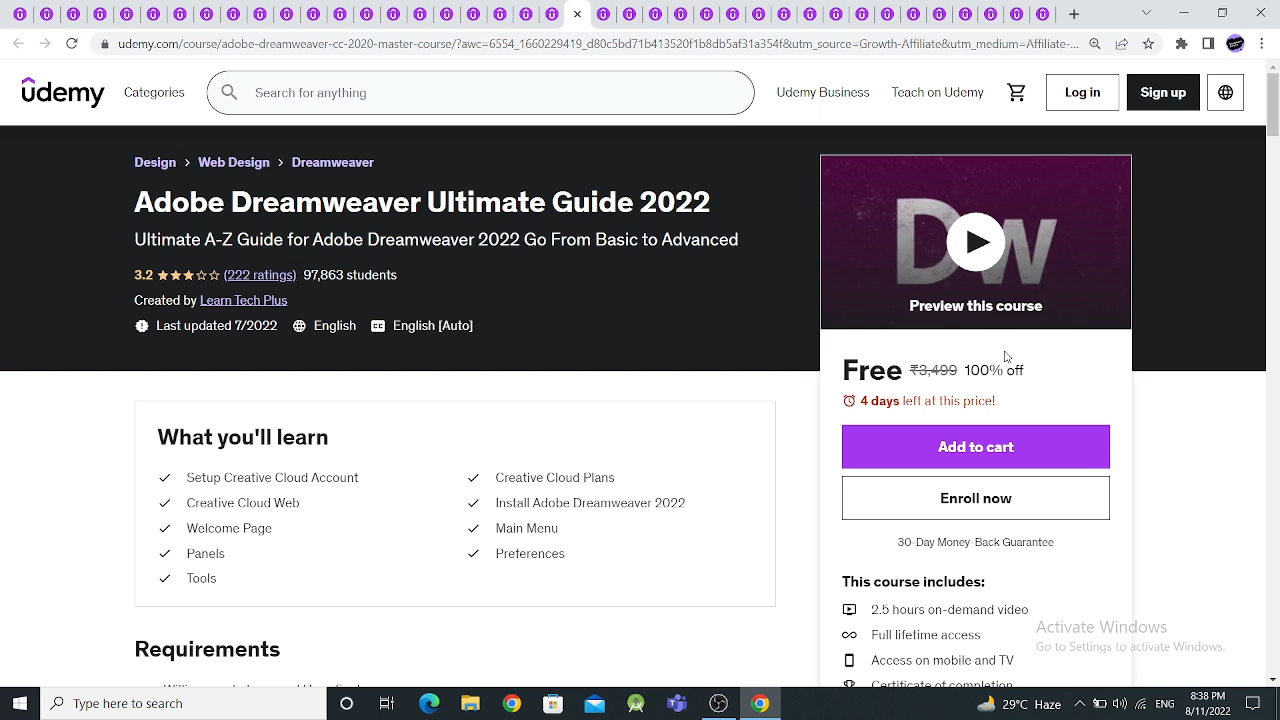 udemy.com/course/adobe-dreamweaver-cc-2020-master-course/?awc=6554_1660229419_d80c5bd71b413520f1b8db5af31a354f&utm_source=Growth-Affiliate&utm_medium=Affiliate-...
udemy
Categories
Search for anything
Udemy Business
Teach on Udemy
Log in
Sign up
Design > Web Design > Dreamweaver
Adobe Dreamweaver Ultimate Guide 2022
Ultimate A-Z Guide for Adobe Dreamweaver 2022 Go From Basic to Advanced
3.2 (222 ratings) 97,863 students
Created by Learn Tech Plus
Last updated 7/2022 English CC English [Auto]
Dw
Preview this course
Free ₹3,499 100% off
4 days left at this price!
Add to cart
Enroll now
30-Day Money-Back Guarantee
This course includes:
2.5 hours on-demand video
Full lifetime access
Access on mobile and TV
Certificate of completion
What you'll learn
Setup Creative Cloud Account
Creative Cloud Plans
Creative Cloud Web
Install Adobe Dreamweaver 2022
Welcome Page
Main Menu
Panels
Preferences
Tools
Requirements
Activate Windows
Go to Settings to activate Windows.
Type here to search
29°C Haze
ENG
8:38 PM
8/11/2022